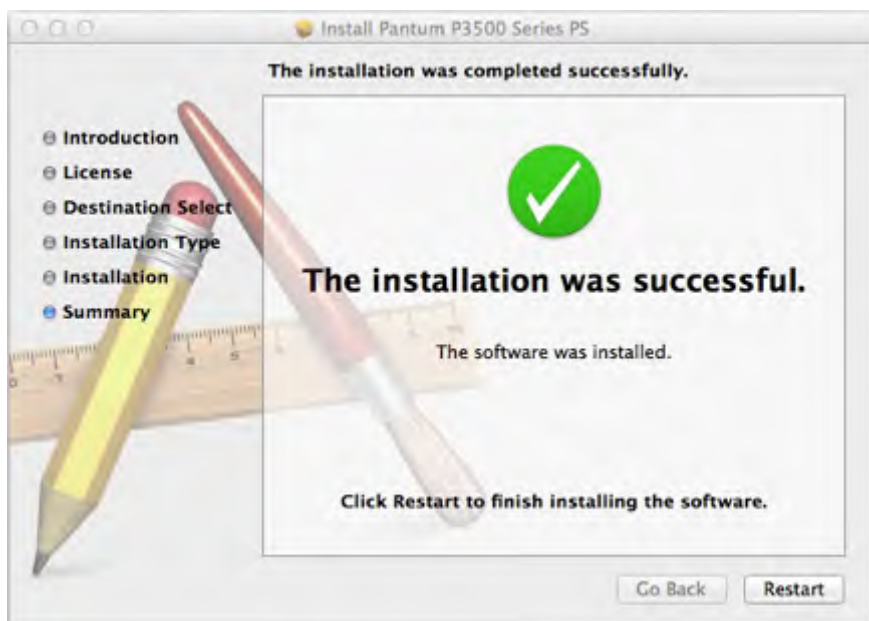 Install Pantum P3500 Series PS
The installation was completed successfully.
Introduction
License
Destination Select
Installation Type
Installation
Summary
The installation was successful.
The software was installed.
Click Restart to finish installing the software.
Go Back
Restart